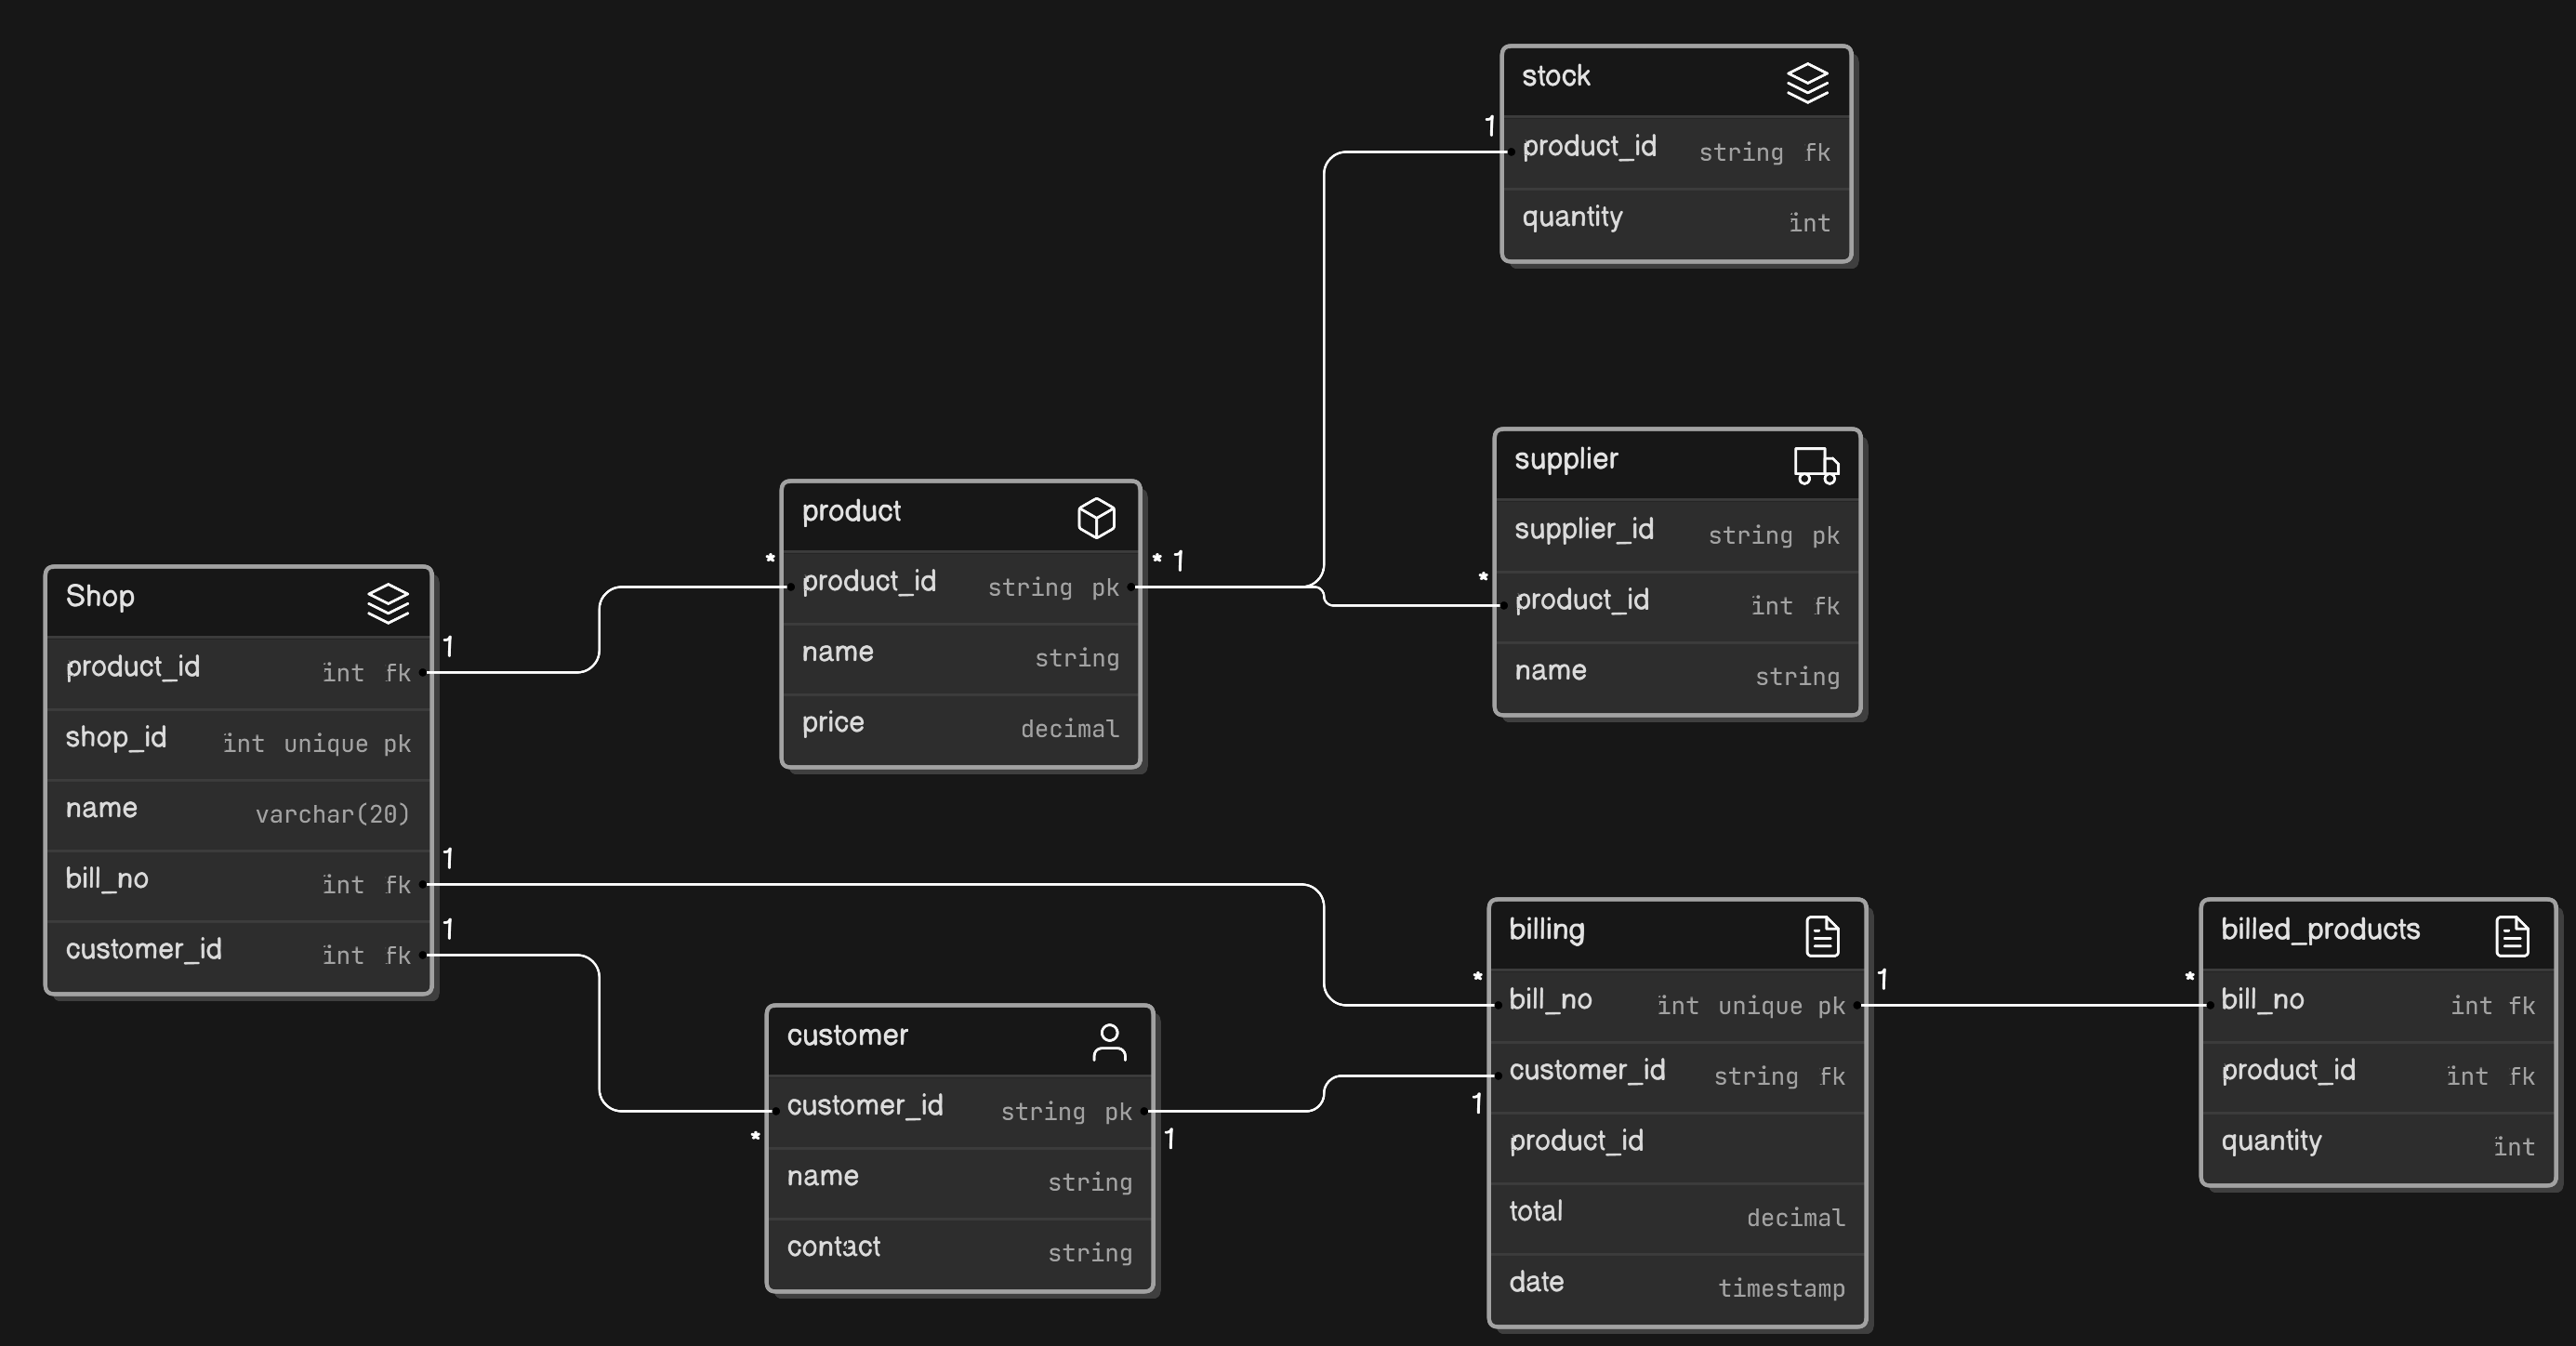 stock
1
product_id string fk
quantity int
supplier
supplier_id string pk
*
product_id int fk
name string
product
* * 1
product_id string pk
name string
price decimal
Shop
1
product_id int fk
shop_id int unique pk
name varchar(20)
1
bill_no int fk
1
customer_id int fk
customer
customer_id string pk
* 1
name string
contact string
billing
* 1
bill_no int unique pk
customer_id string fk
1
product_id
total decimal
date timestamp
billed_products
*
bill_no int fk
product_id int fk
quantity int